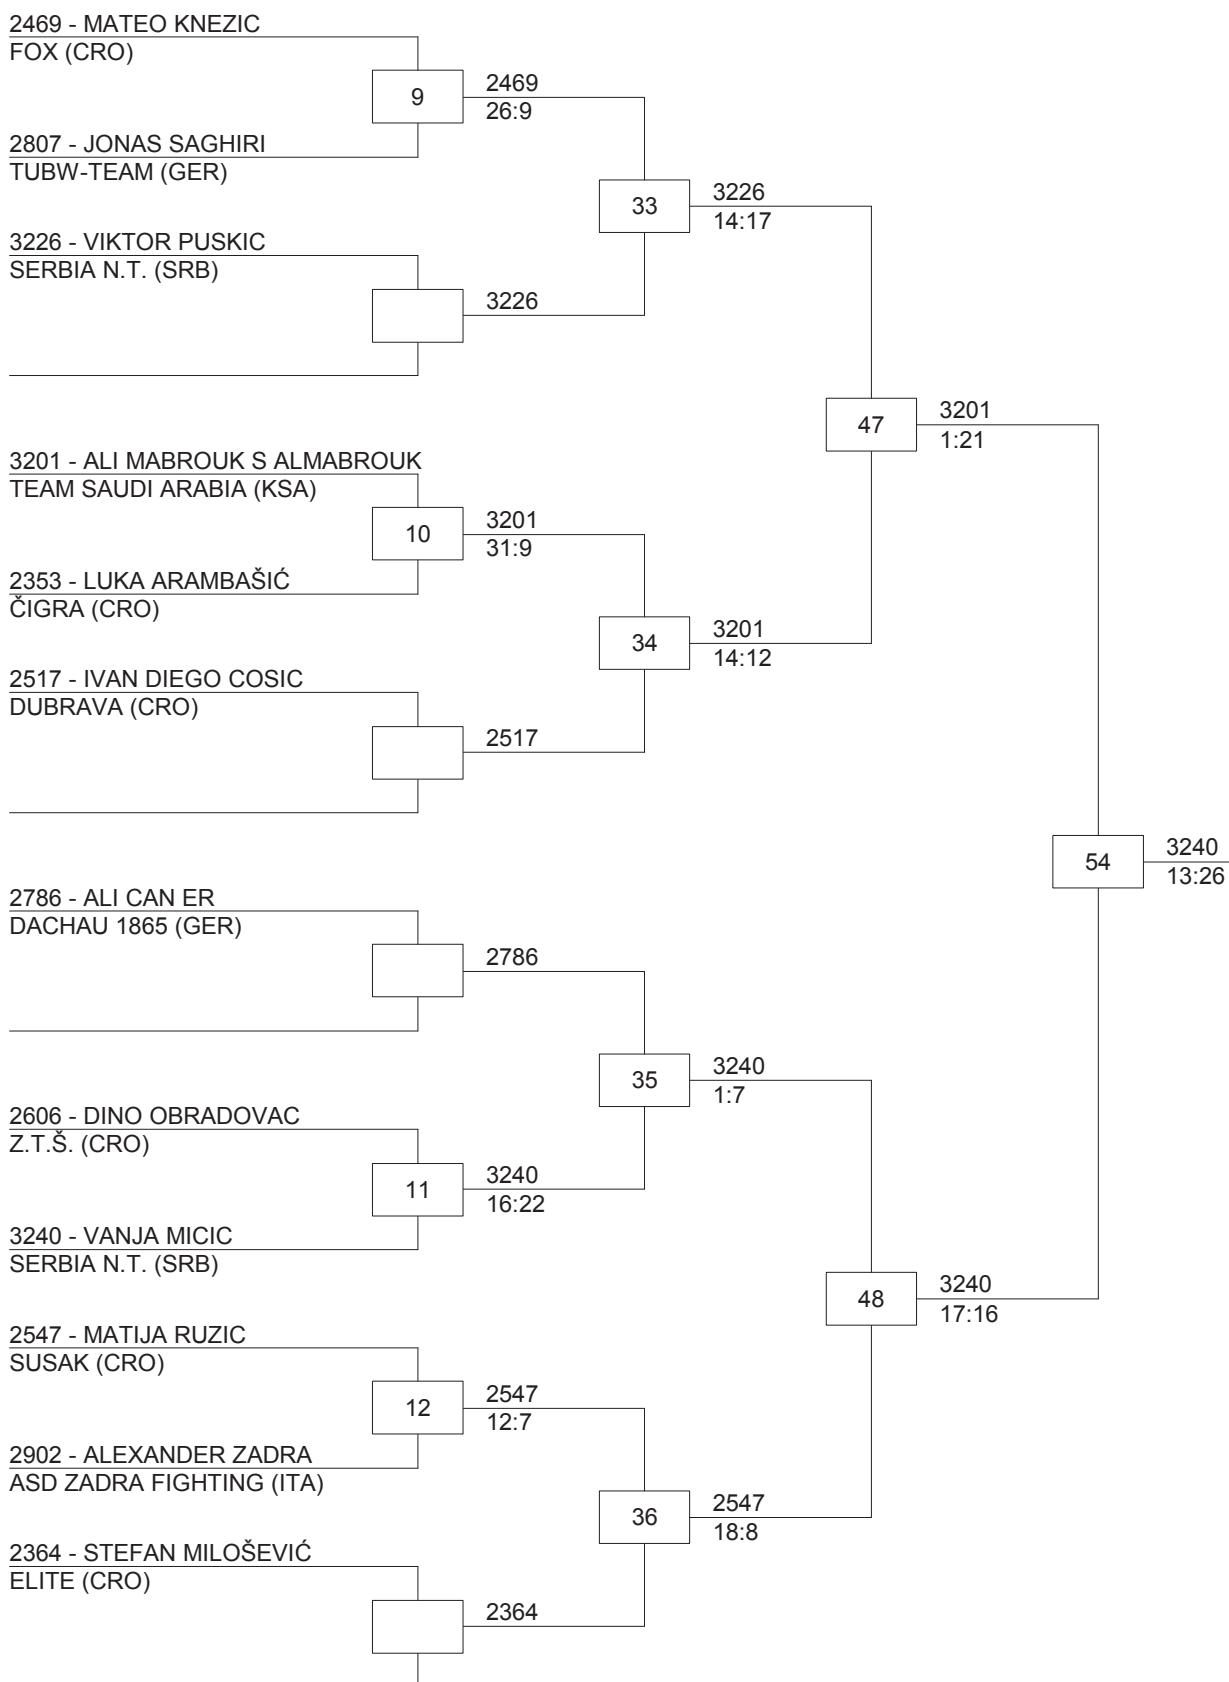 2469 - MATEO KNEZIC
FOX (CRO)
9
2469
26:9
2807 - JONAS SAGHIRI
TUBW-TEAM (GER)
33
3226
14:17
3226 - VIKTOR PUSKIC
SERBIA N.T. (SRB)
3226
47
3201
1:21
3201 - ALI MABROUK S ALMABROUK
TEAM SAUDI ARABIA (KSA)
10
3201
31:9
2353 - LUKA ARAMBAŠIĆ
ČIGRA (CRO)
34
3201
14:12
2517 - IVAN DIEGO COSIC
DUBRAVA (CRO)
2517
54
3240
13:26
2786 - ALI CAN ER
DACHAU 1865 (GER)
2786
35
3240
1:7
2606 - DINO OBRADOVAC
Z.T.Š. (CRO)
11
3240
16:22
3240 - VANJA MICIC
SERBIA N.T. (SRB)
48
3240
17:16
2547 - MATIJA RUZIC
SUSAK (CRO)
12
2547
12:7
2902 - ALEXANDER ZADRA
ASD ZADRA FIGHTING (ITA)
36
2547
18:8
2364 - STEFAN MILOŠEVIĆ
ELITE (CRO)
2364